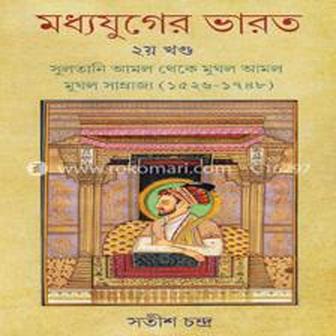 মধ্যযুগের ভারত
২য় খণ্ড
সুলতানি আমল থেকে মুঘল আমল
মুঘল সাম্রাজ্য (১৫২৬-১৭৪৮)
www.rokomari.com
সতীশ চন্দ্র